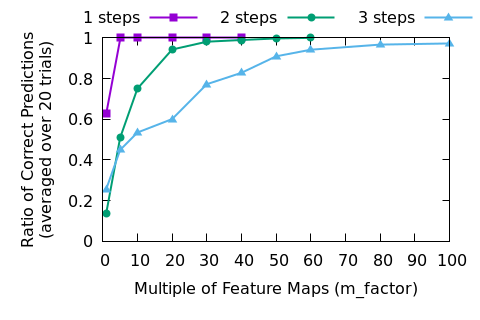 1 steps 2 steps 3 steps
Ratio of Correct Predictions
(averaged over 20 trials)
1
0.8
0.6
0.4
0.2
0
0 10 20 30 40 50 60 70 80 90 100
Multiple of Feature Maps (m_factor)